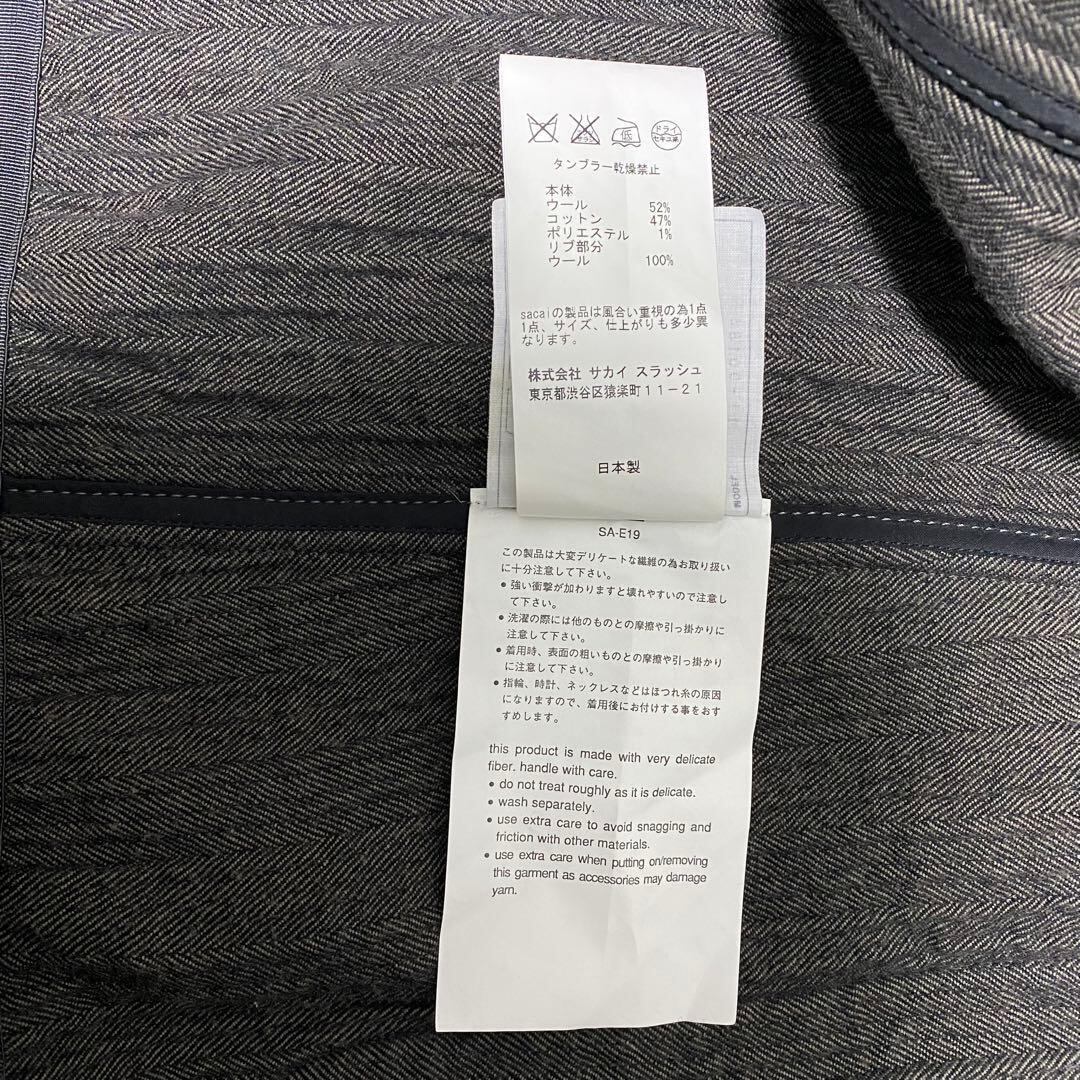 低 ドライ
セキユ系
タンブラー乾燥禁止
本体
ウール 52%
コットン 47%
ポリエステル 1%
リブ部分
ウール 100%
sacaiの製品は風合い重視の為1点
1点、サイズ、仕上がりも多少異
なります。
株式会社 サカイ スラッシュ
東京都渋谷区猿楽町11-21
日本製
SA-E19
この製品は大変デリケートな繊維の為お取り扱い
に十分注意して下さい。
● 強い衝撃が加わりますと壊れやすいので注意し
て下さい。
● 洗濯の際には他のものとの摩擦や引っ掛かりに
注意して下さい。
● 着用時、表面の粗いものとの摩擦や引っ掛かり
に注意して下さい。
● 指輪、時計、ネックレスなどはほつれ糸の原因
になりますので、着用後にお付けする事をおす
すめします。
this product is made with very delicate
fiber. handle with care.
● do not treat roughly as it is delicate.
● wash separately.
● use extra care to avoid snagging and
friction with other materials.
● use extra care when putting on/removing
this garment as accessories may damage
yarn.